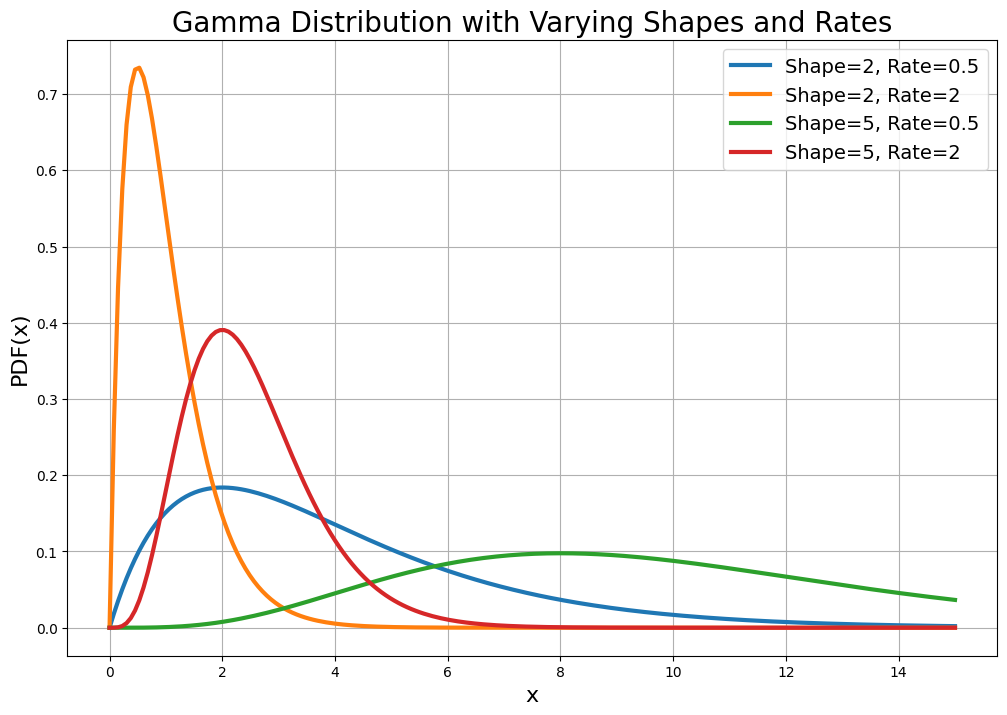 Gamma Distribution with Varying Shapes and Rates
Shape=2, Rate=0.5
Shape=2, Rate=2
Shape=5, Rate=0.5
Shape=5, Rate=2
PDF(x)
0.7
0.6
0.5
0.4
0.3
0.2
0.1
0.0
0 2 4 6 8 10 12 14
x